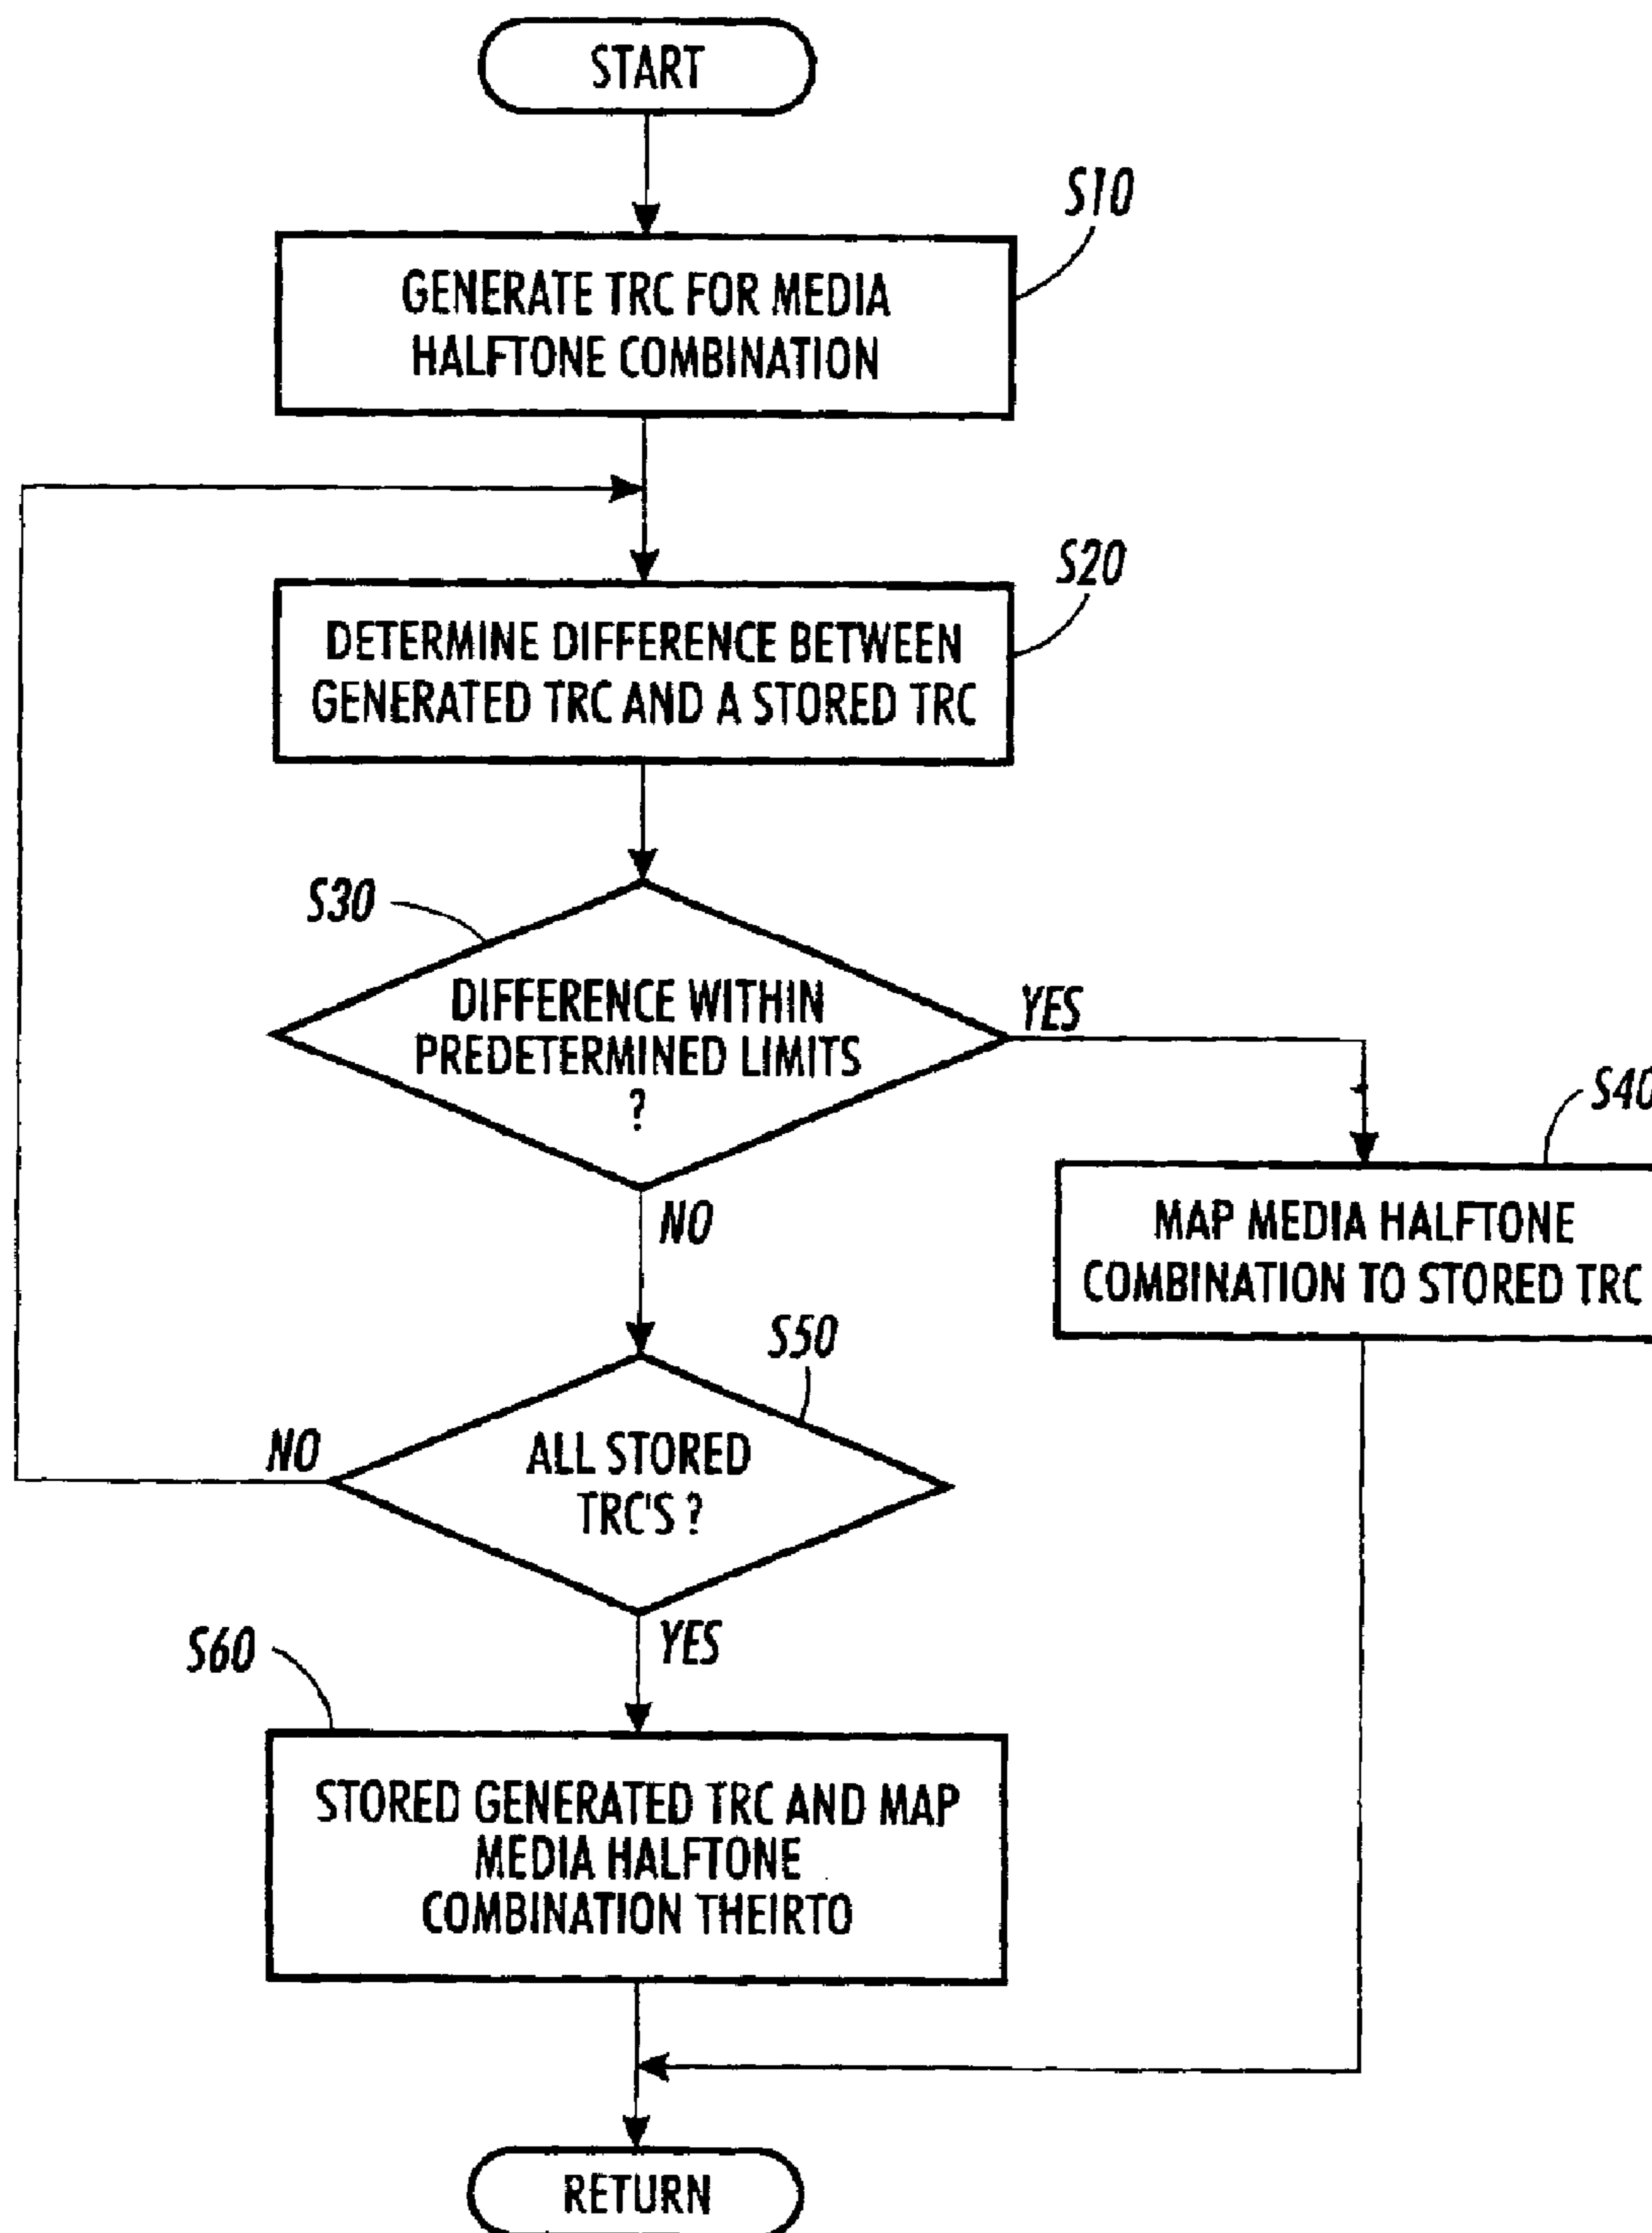 START
S10
GENERATE TRC FOR MEDIA
HALFTONE COMBINATION
S20
DETERMINE DIFFERENCE BETWEEN
GENERATED TRC AND A STORED TRC
S30
DIFFERENCE WITHIN
PREDETERMINED LIMITS
?
YES
NO
S40
MAP MEDIA HALFTONE
COMBINATION TO STORED TRC
S50
ALL STORED
TRC'S ?
NO
YES
S60
STORED GENERATED TRC AND MAP
MEDIA HALFTONE
COMBINATION THEIRTO
RETURN